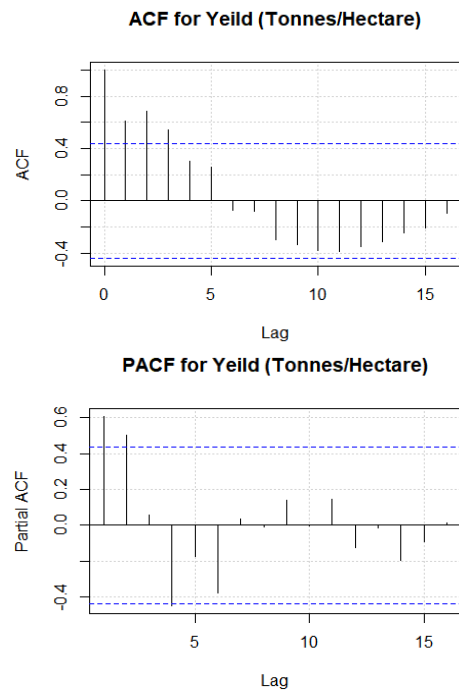 ACF for Yeild (Tonnes/Hectare)
ACF
0.8
0.4
0.0
-0.4
0 5 10 15
Lag
PACF for Yeild (Tonnes/Hectare)
Partial ACF
0.6
0.4
0.2
0.0
-0.4
5 10 15
Lag